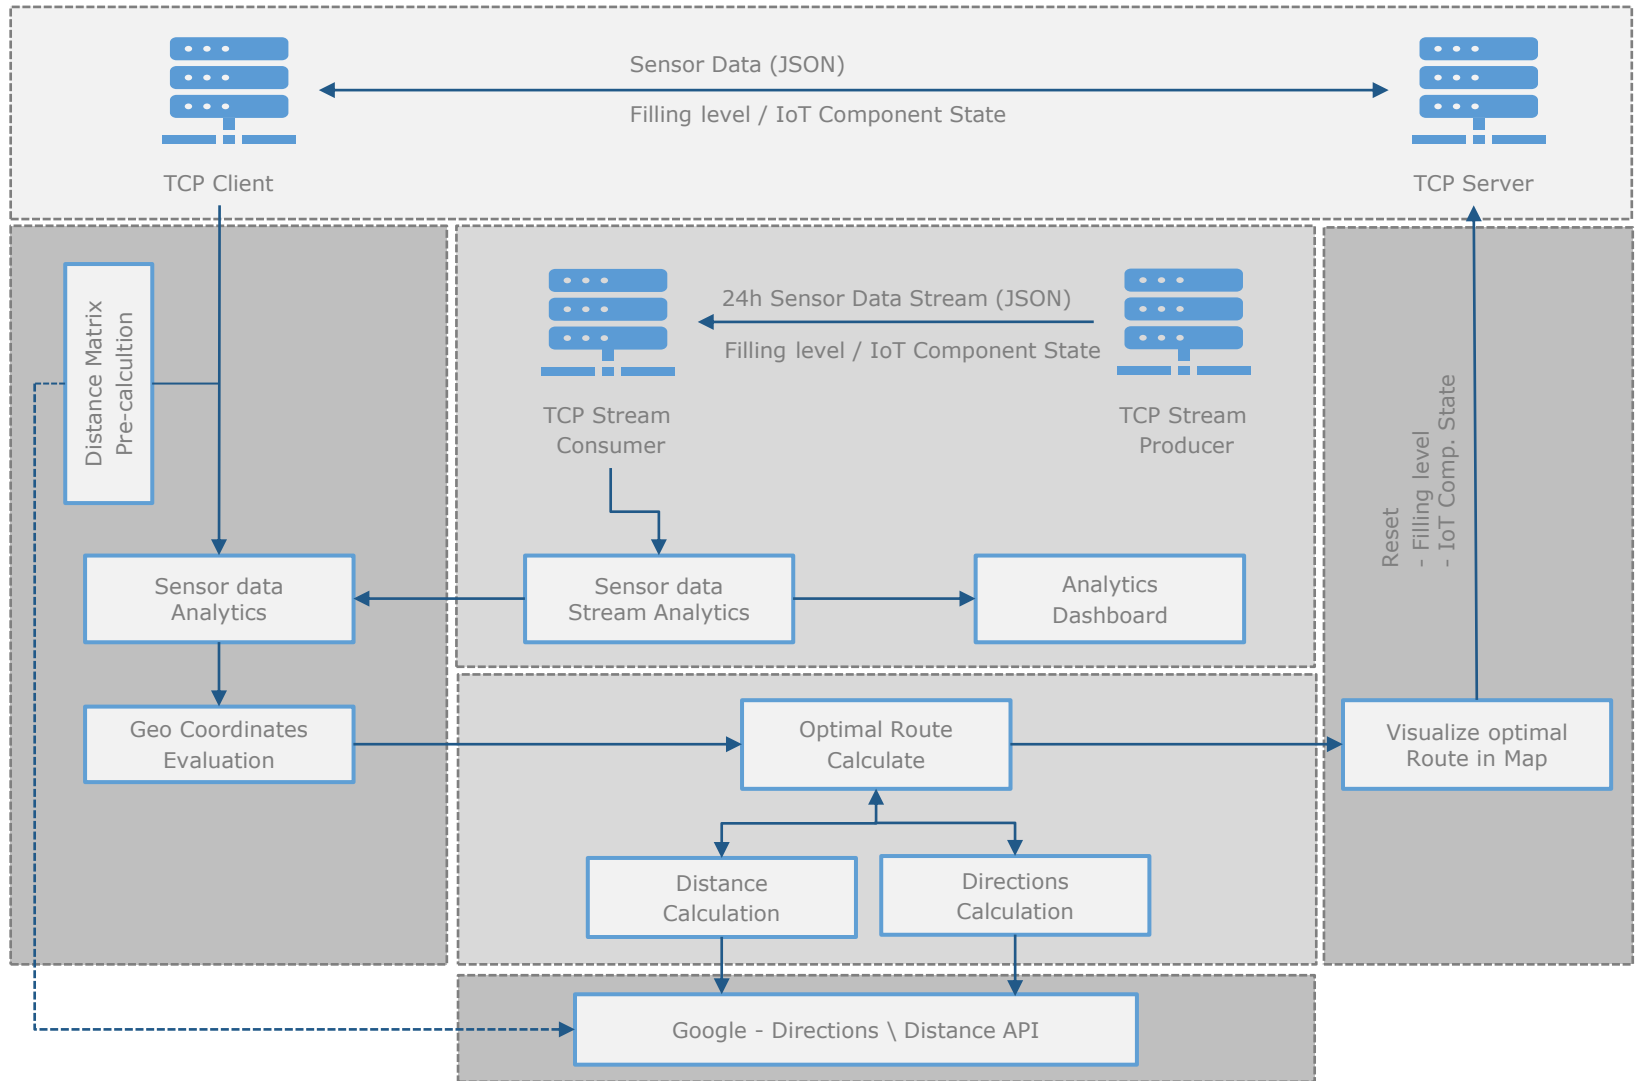 Sensor Data (JSON)
Filling level / IoT Component State
TCP Client
TCP Server
Distance Matrix
Pre-calcultion
24h Sensor Data Stream (JSON)
Filling level / IoT Component State
TCP Stream
Consumer
TCP Stream
Producer
Reset
- Filling level
- IoT Comp. State
Sensor data
Analytics
Sensor data
Stream Analytics
Analytics
Dashboard
Geo Coordinates
Evaluation
Optimal Route
Calculate
Visualize optimal
Route in Map
Distance
Calculation
Directions
Calculation
Google - Directions \ Distance API